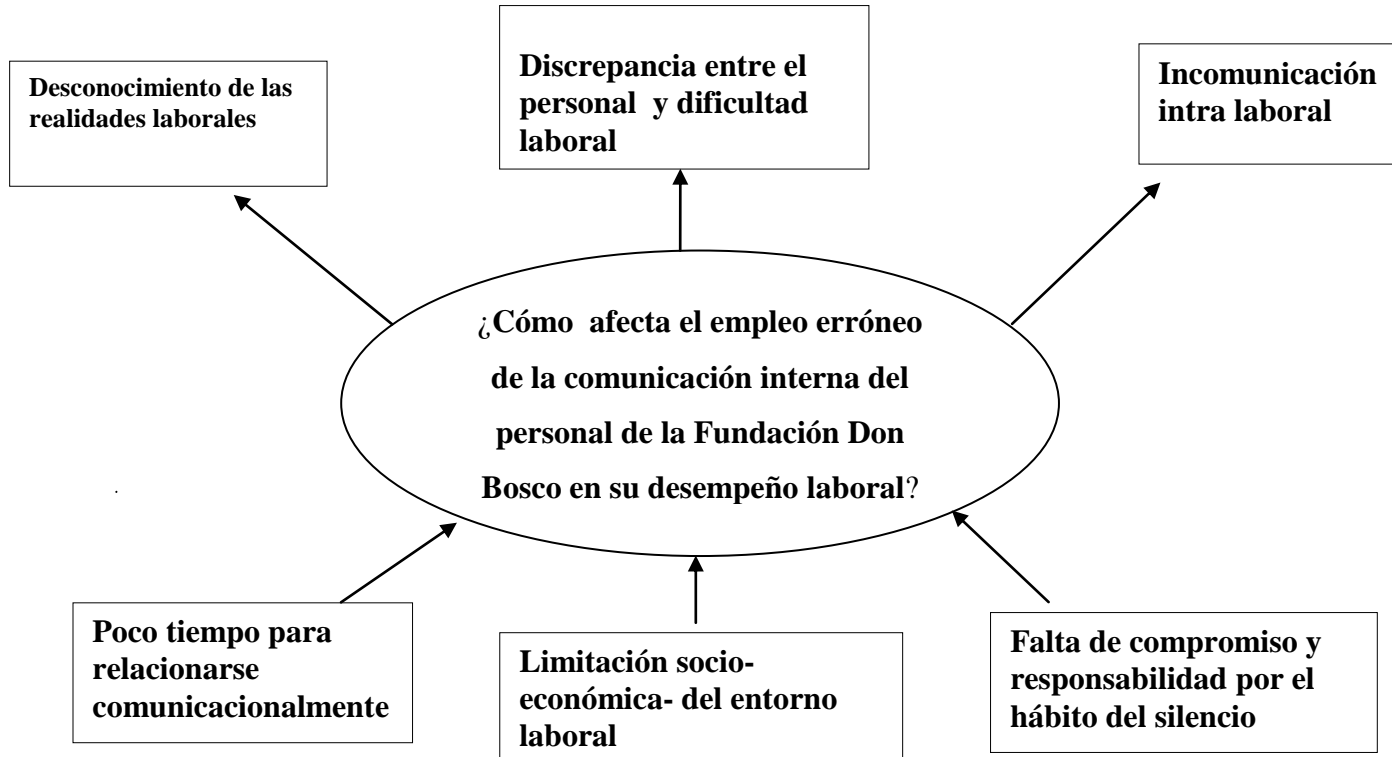 Desconocimiento de las
realidades laborales
Discrepancia entre el
personal y dificultad
laboral
Incomunicación
intra laboral
¿Cómo afecta el empleo erróneo
de la comunicación interna del
personal de la Fundación Don
Bosco en su desempeño laboral?
.
Poco tiempo para
relacionarse
comunicacionalmente
Limitación socio-
económica- del entorno
laboral
Falta de compromiso y
responsabilidad por el
hábito del silencio